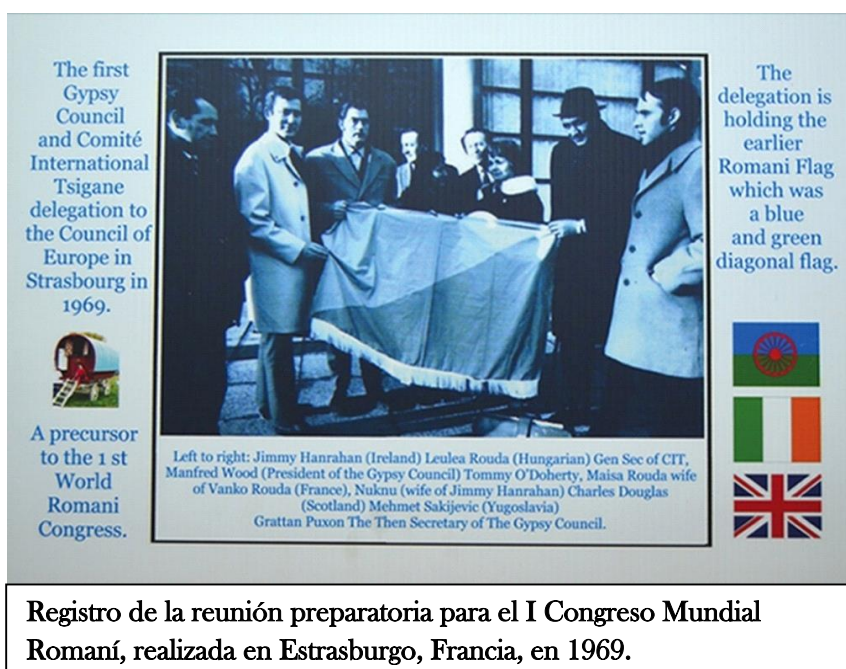 The first
Gypsy
Council
and Comité
International
Tsigane
delegation to
the Council of
Europe in
Strasbourg in
1969.
A precursor
to the 1 st
World
Romani
Congress.
The
delegation is
holding the
earlier
Romani Flag
which was
a blue
and green
diagonal flag.
Left to right: Jimmy Hanrahan (Ireland) Leulea Rouda (Hungarian) Gen Sec of CIT,
Manfred Wood (President of the Gypsy Council) Tommy O'Doherty, Maisa Rouda wife
of Vanko Rouda (France), Nuknu (wife of Jimmy Hanrahan) Charles Douglas
(Scotland) Mehmet Sakijevic (Yugoslavia)
Grattan Puxon The Then Secretary of The Gypsy Council.
Registro de la reunión preparatoria para el I Congreso Mundial
Romaní, realizada en Estrasburgo, Francia, en 1969.